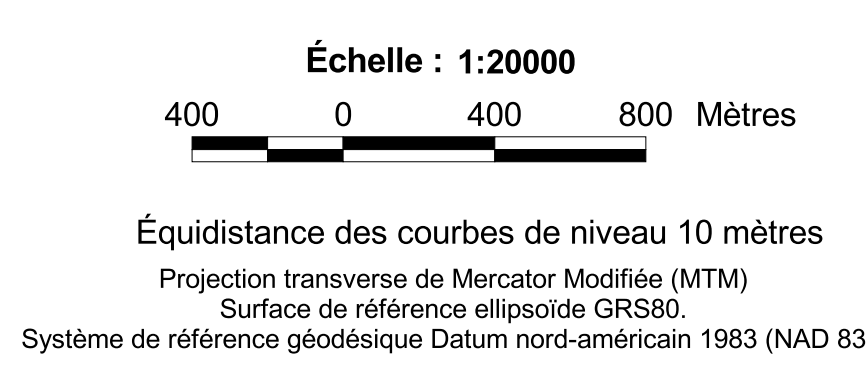 Échelle : 1:20000
400 0 400 800 Mètres
Équidistance des courbes de niveau 10 mètres
Projection transverse de Mercator Modifiée (MTM)
Surface de référence ellipsoïde GRS80.
Système de référence géodésique Datum nord-américain 1983 (NAD 83